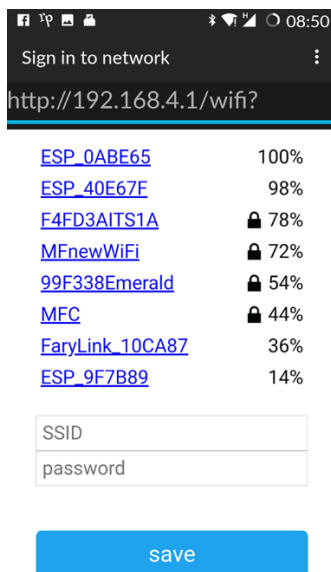 08:50
Sign in to network
http://192.168.4.1/wifi?
ESP_0ABE65 100%
ESP_40E67F 98%
F4FD3AITS1A 78%
MFnewWiFi 72%
99F338Emerald 54%
MFC 44%
FaryLink_10CA87 36%
ESP_9F7B89 14%
SSID
password
save